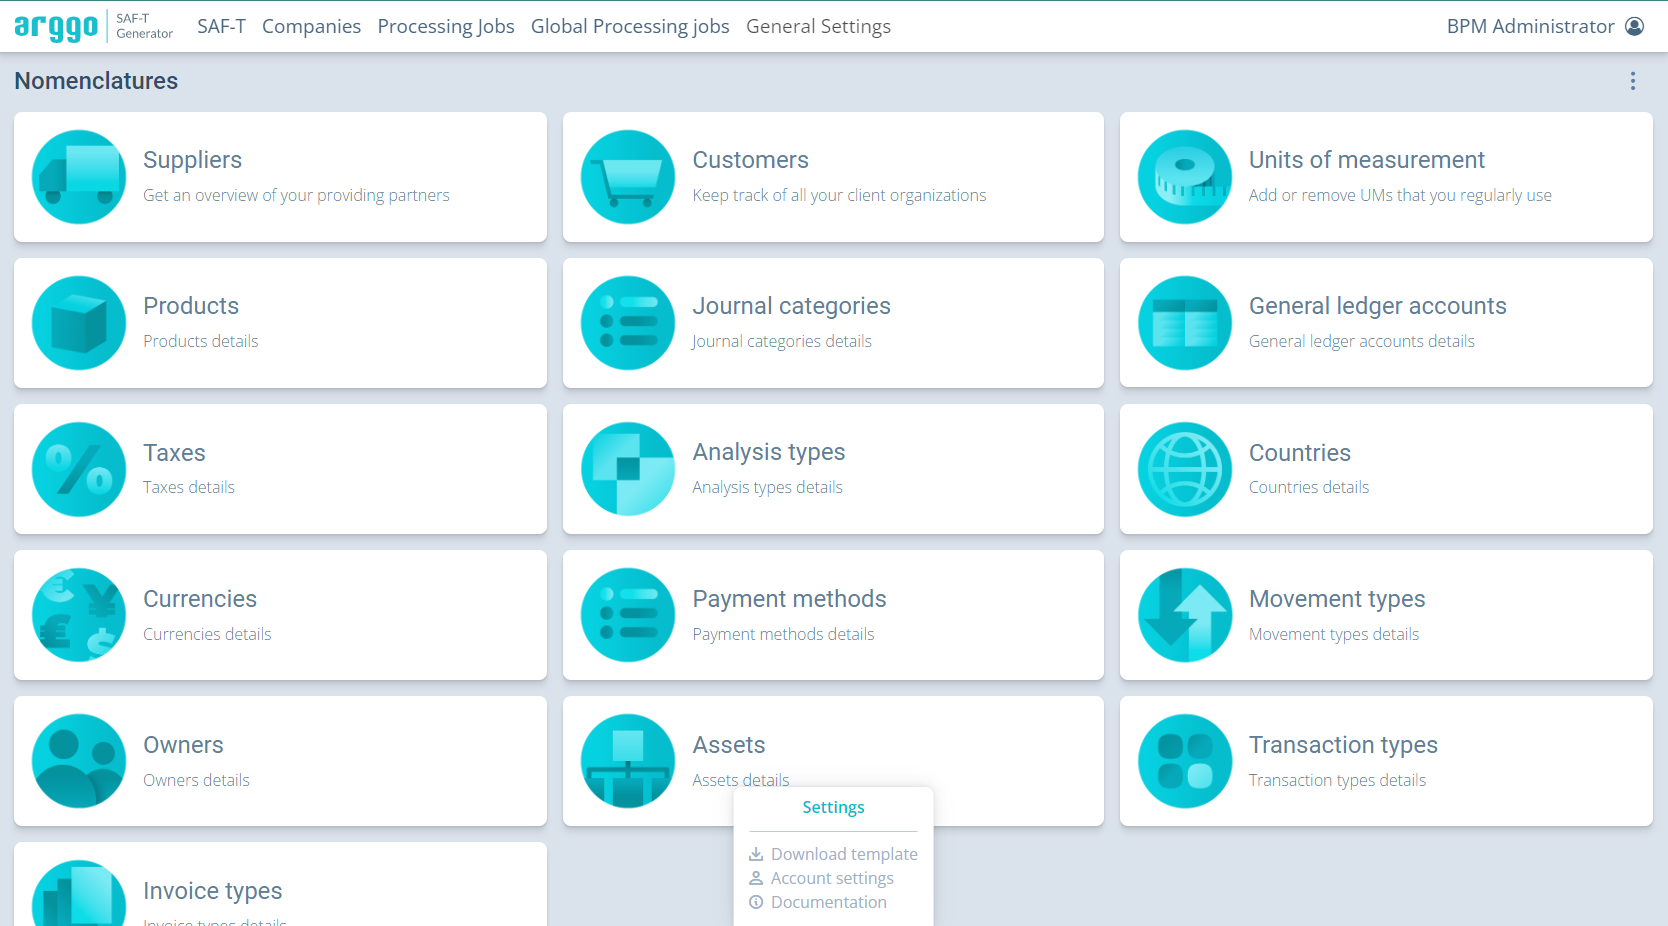 arggo
SAF-T
Generator
SAF-T Companies Processing Jobs Global Processing jobs General Settings
BPM Administrator
Nomenclatures
Suppliers
Get an overview of your providing partners
Customers
Keep track of all your client organizations
Units of measurement
Add or remove UMs that you regularly use
Products
Products details
Journal categories
Journal categories details
General ledger accounts
General ledger accounts details
Taxes
Taxes details
Analysis types
Analysis types details
Countries
Countries details
Currencies
Currencies details
Payment methods
Payment methods details
Movement types
Movement types details
Owners
Owners details
Assets
Assets details
Transaction types
Transaction types details
Invoice types
Invoice types details
Settings
Download template
Account settings
Documentation